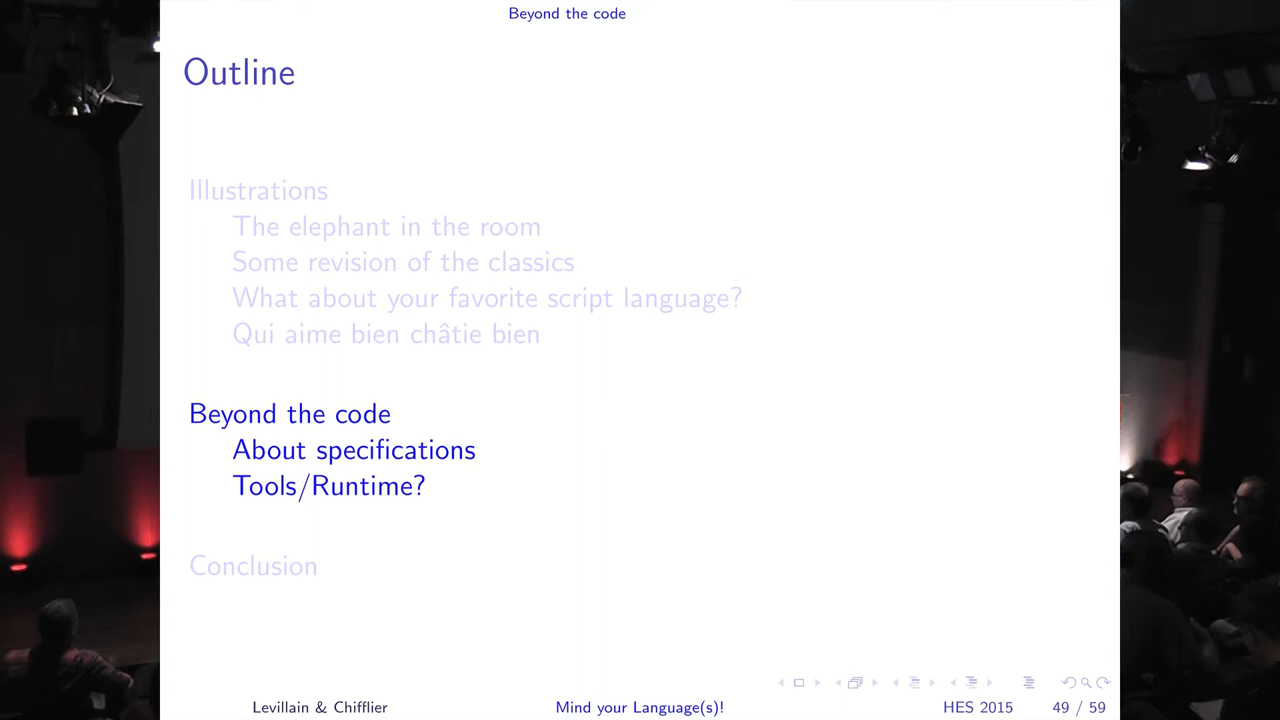 Beyond the code
Outline
Illustrations
The elephant in the room
Some revision of the classics
What about your favorite script language?
Qui aime bien châtie bien
Beyond the code
About specifications
Tools/Runtime?
Conclusion
Levillain & Chifflier
Mind your Language(s)!
HES 2015
49 / 59